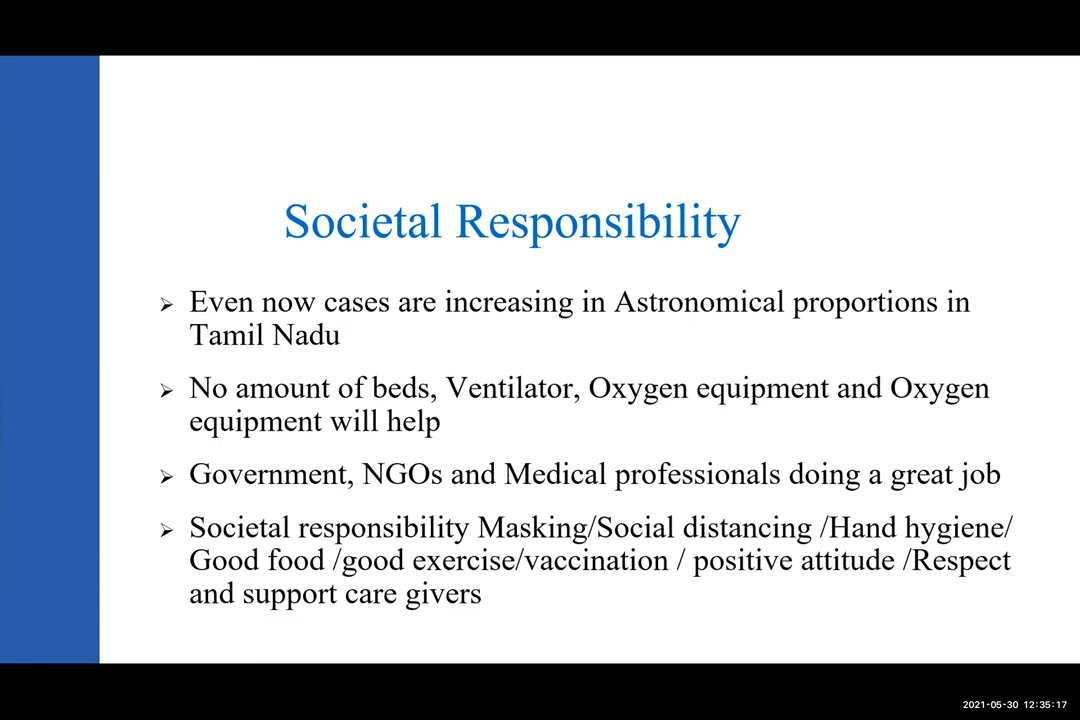 Societal Responsibility
➢ Even now cases are increasing in Astronomical proportions in
Tamil Nadu
➢ No amount of beds, Ventilator, Oxygen equipment and Oxygen
equipment will help
➢ Government, NGOs and Medical professionals doing a great job
➢ Societal responsibility Masking/Social distancing /Hand hygiene/
Good food /good exercise/vaccination / positive attitude /Respect
and support care givers
2021-05-30 12:35:17